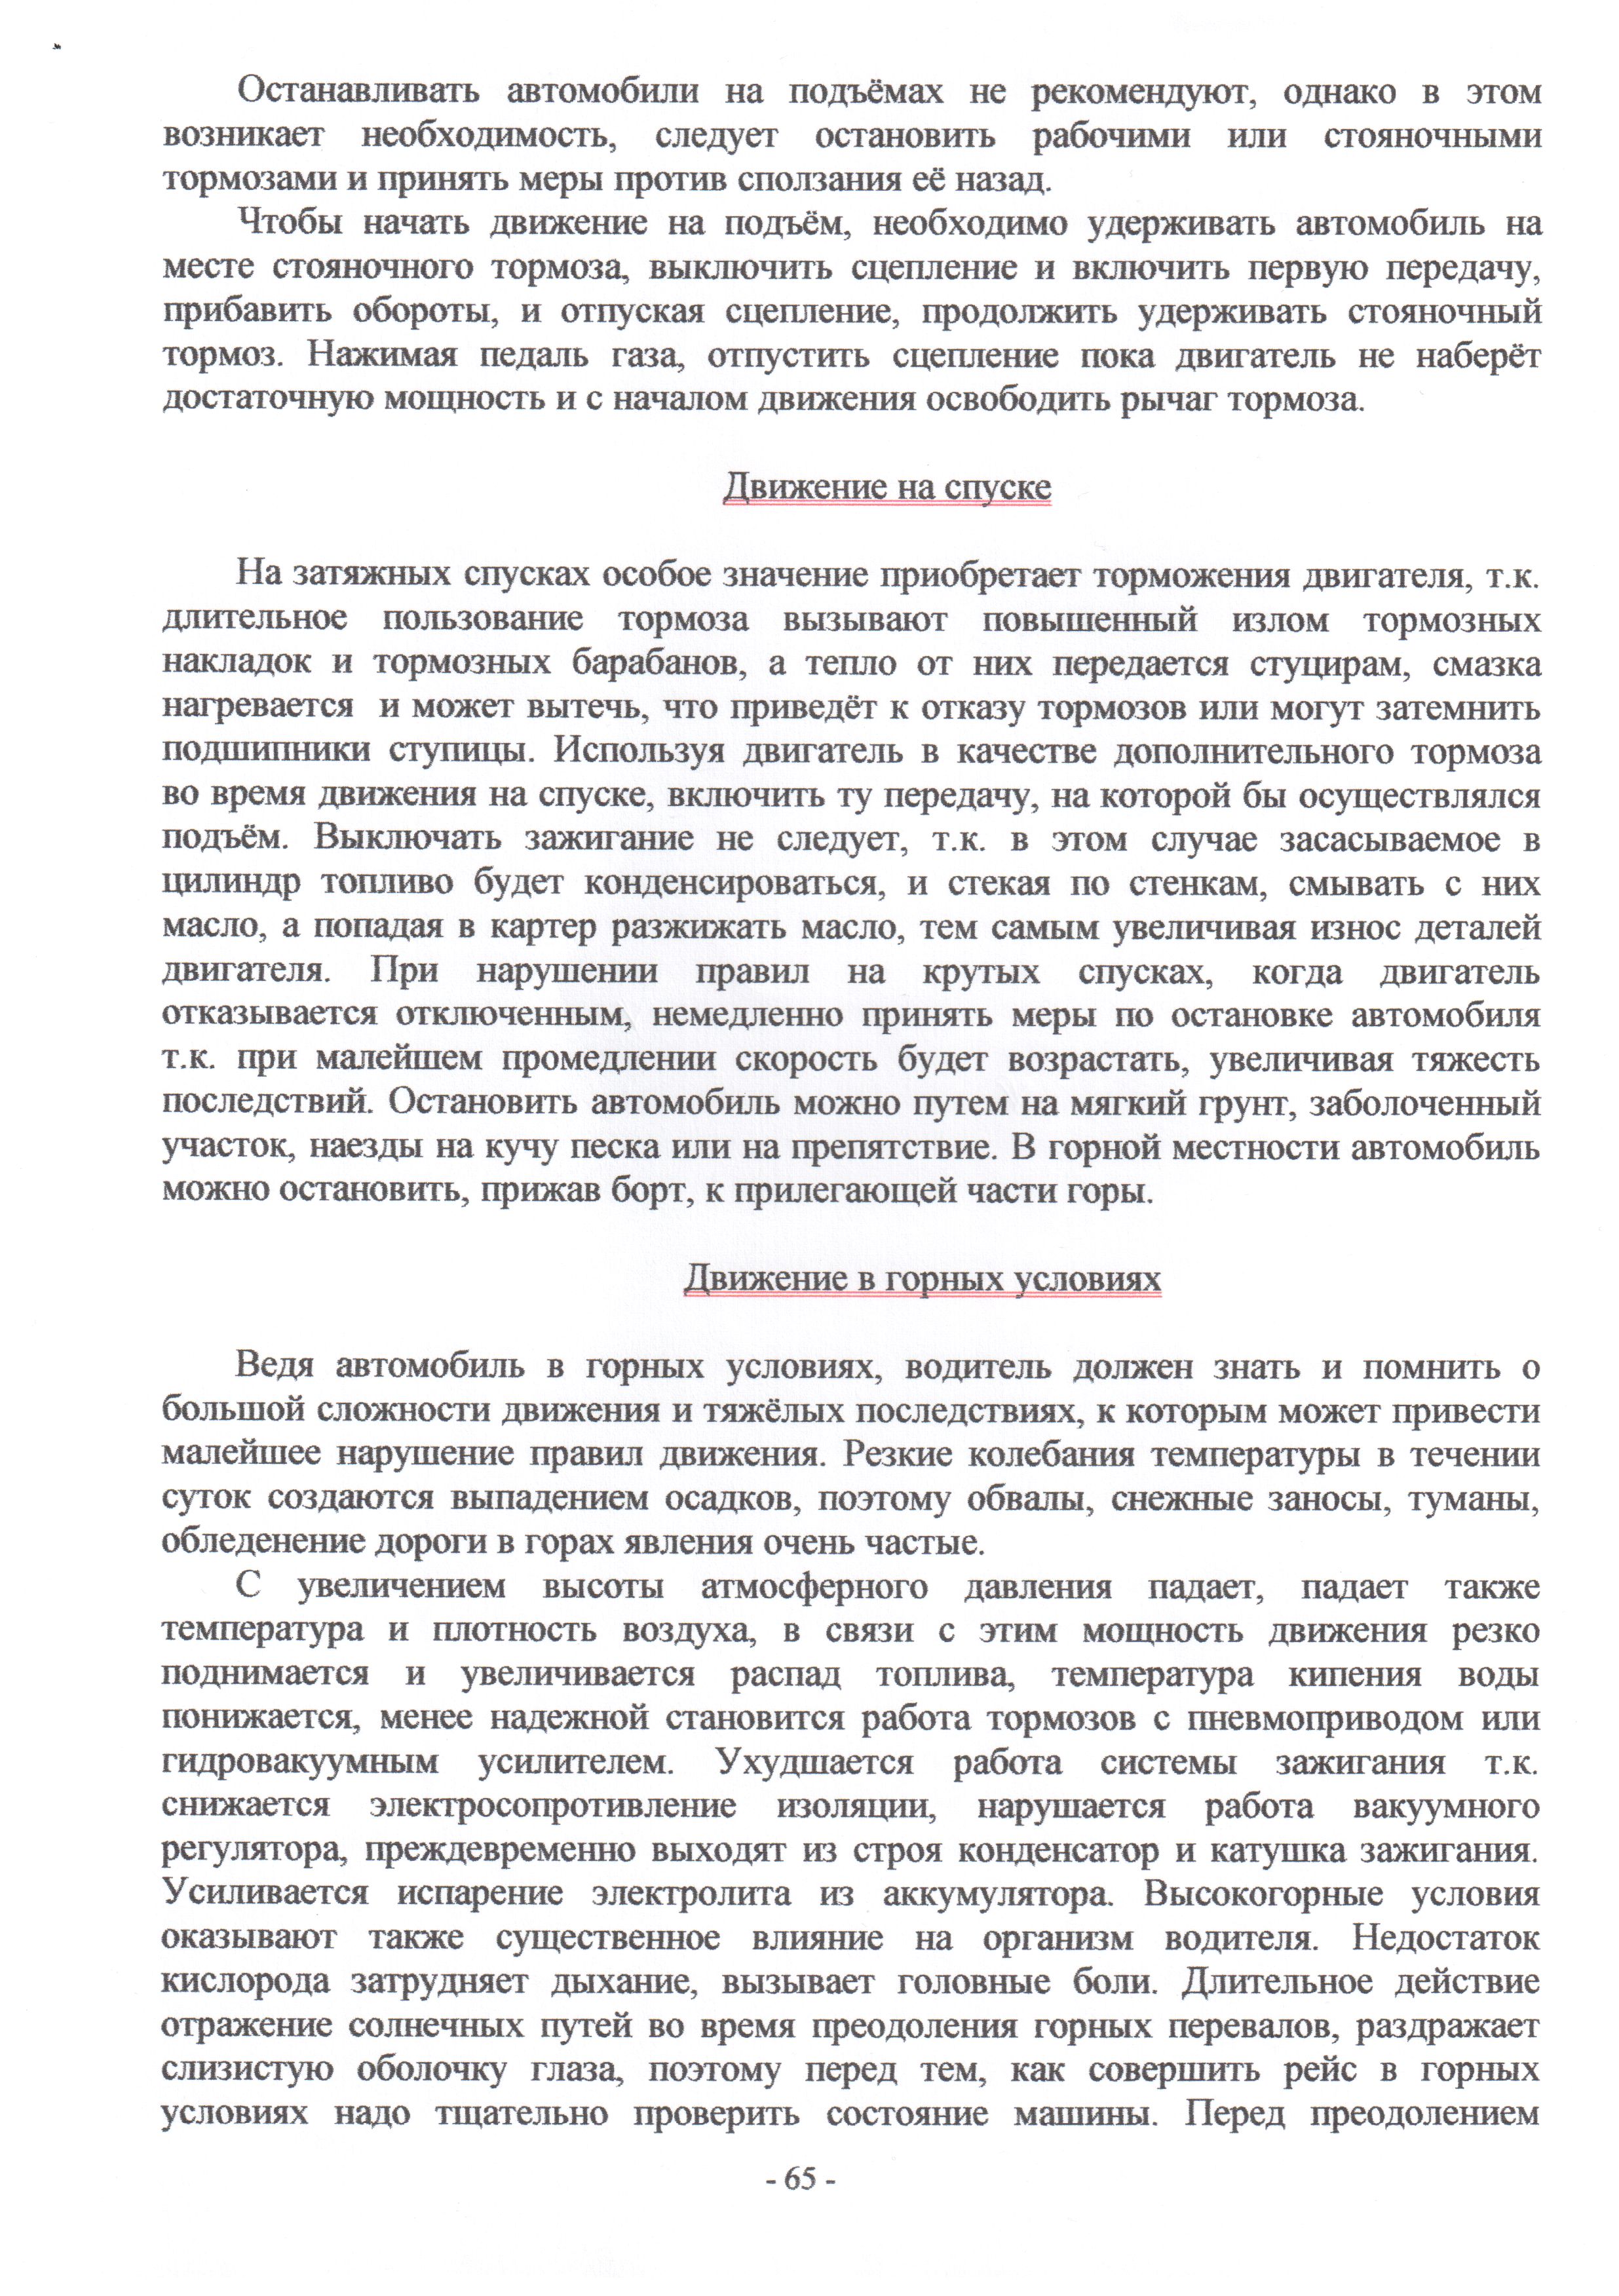 Останавливать автомобили на подъёмах не рекомендуют, однако в этом
возникает необходимость, следует остановить рабочими или стояночными
тормозами и принять меры против сползания её назад.
Чтобы начать движение на подъём, необходимо удерживать автомобиль на
месте стояночного тормоза, выключить сцепление и включить первую передачу,
прибавить обороты, и отпуская сцепление, продолжить удерживать стояночный
тормоз. Нажимая педаль газа, отпустить сцепление пока двигатель не наберёт
достаточную мощность и с началом движения освободить рычаг тормоза.
Движение на спуске
На затяжных спусках особое значение приобретает торможения двигателя, т.к.
длительное пользование тормоза вызывают повышенный излом тормозных
накладок и тормозных барабанов, а тепло от них передается стуцирам, смазка
нагревается и может вытечь, что приведёт к отказу тормозов или могут затемнить
подшипники ступицы. Используя двигатель в качестве дополнительного тормоза
во время движения на спуске, включить ту передачу, на которой бы осуществлялся
подъём. Выключать зажигание не следует, т.к. в этом случае засасываемое в
цилиндр топливо будет конденсироваться, и стекая по стенкам, смывать с них
масло, а попадая в картер разжижать масло, тем самым увеличивая износ деталей
двигателя. При нарушении правил на крутых спусках, когда двигатель
отказывается отключенным, немедленно принять меры по остановке автомобиля
т.к. при малейшем промедлении скорость будет возрастать, увеличивая тяжесть
последствий. Остановить автомобиль можно путем на мягкий грунт, заболоченный
участок, наезды на кучу песка или на препятствие. В горной местности автомобиль
можно остановить, прижав борт, к прилегающей части горы.
Движение в горных условиях
Ведя автомобиль в горных условиях, водитель должен знать и помнить о
большой сложности движения и тяжёлых последствиях, к которым может привести
малейшее нарушение правил движения. Резкие колебания температуры в течении
суток создаются выпадением осадков, поэтому обвалы, снежные заносы, туманы,
обледенение дороги в горах явления очень частые.
С увеличением высоты атмосферного давления падает, падает также
температура и плотность воздуха, в связи с этим мощность движения резко
поднимается и увеличивается распад топлива, температура кипения воды
понижается, менее надежной становится работа тормозов с пневмоприводом или
гидровакуумным усилителем. Ухудшается работа системы зажигания т.к.
снижается электросопротивление изоляции, нарушается работа вакуумного
регулятора, преждевременно выходят из строя конденсатор и катушка зажигания.
Усиливается испарение электролита из аккумулятора. Высокогорные условия
оказывают также существенное влияние на организм водителя. Недостаток
кислорода затрудняет дыхание, вызывает головные боли. Длительное действие
отражение солнечных путей во время преодоления горных перевалов, раздражает
слизистую оболочку глаза, поэтому перед тем, как совершить рейс в горных
условиях надо тщательно проверить состояние машины. Перед преодолением
- 65 -